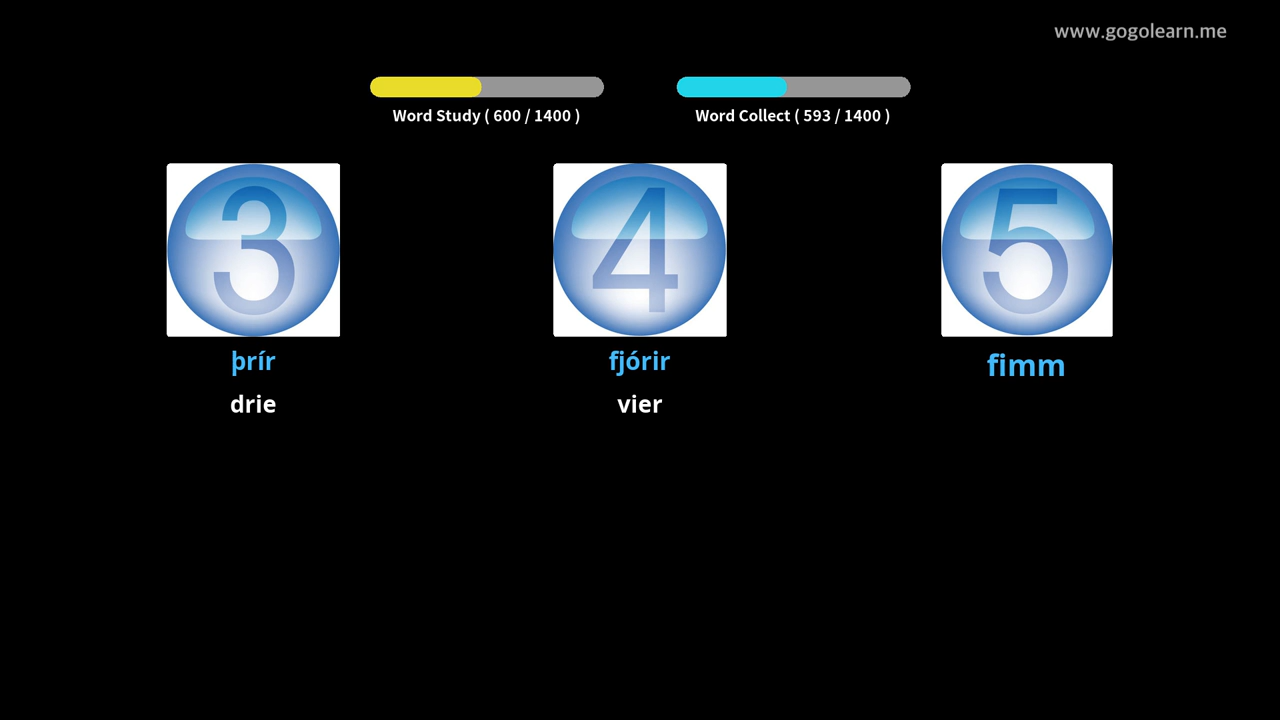 www.gogolearn.me
Word Study ( 600 / 1400 )
Word Collect ( 593 / 1400 )
3
4
5
þrír
fjórir
fimm
drie
vier